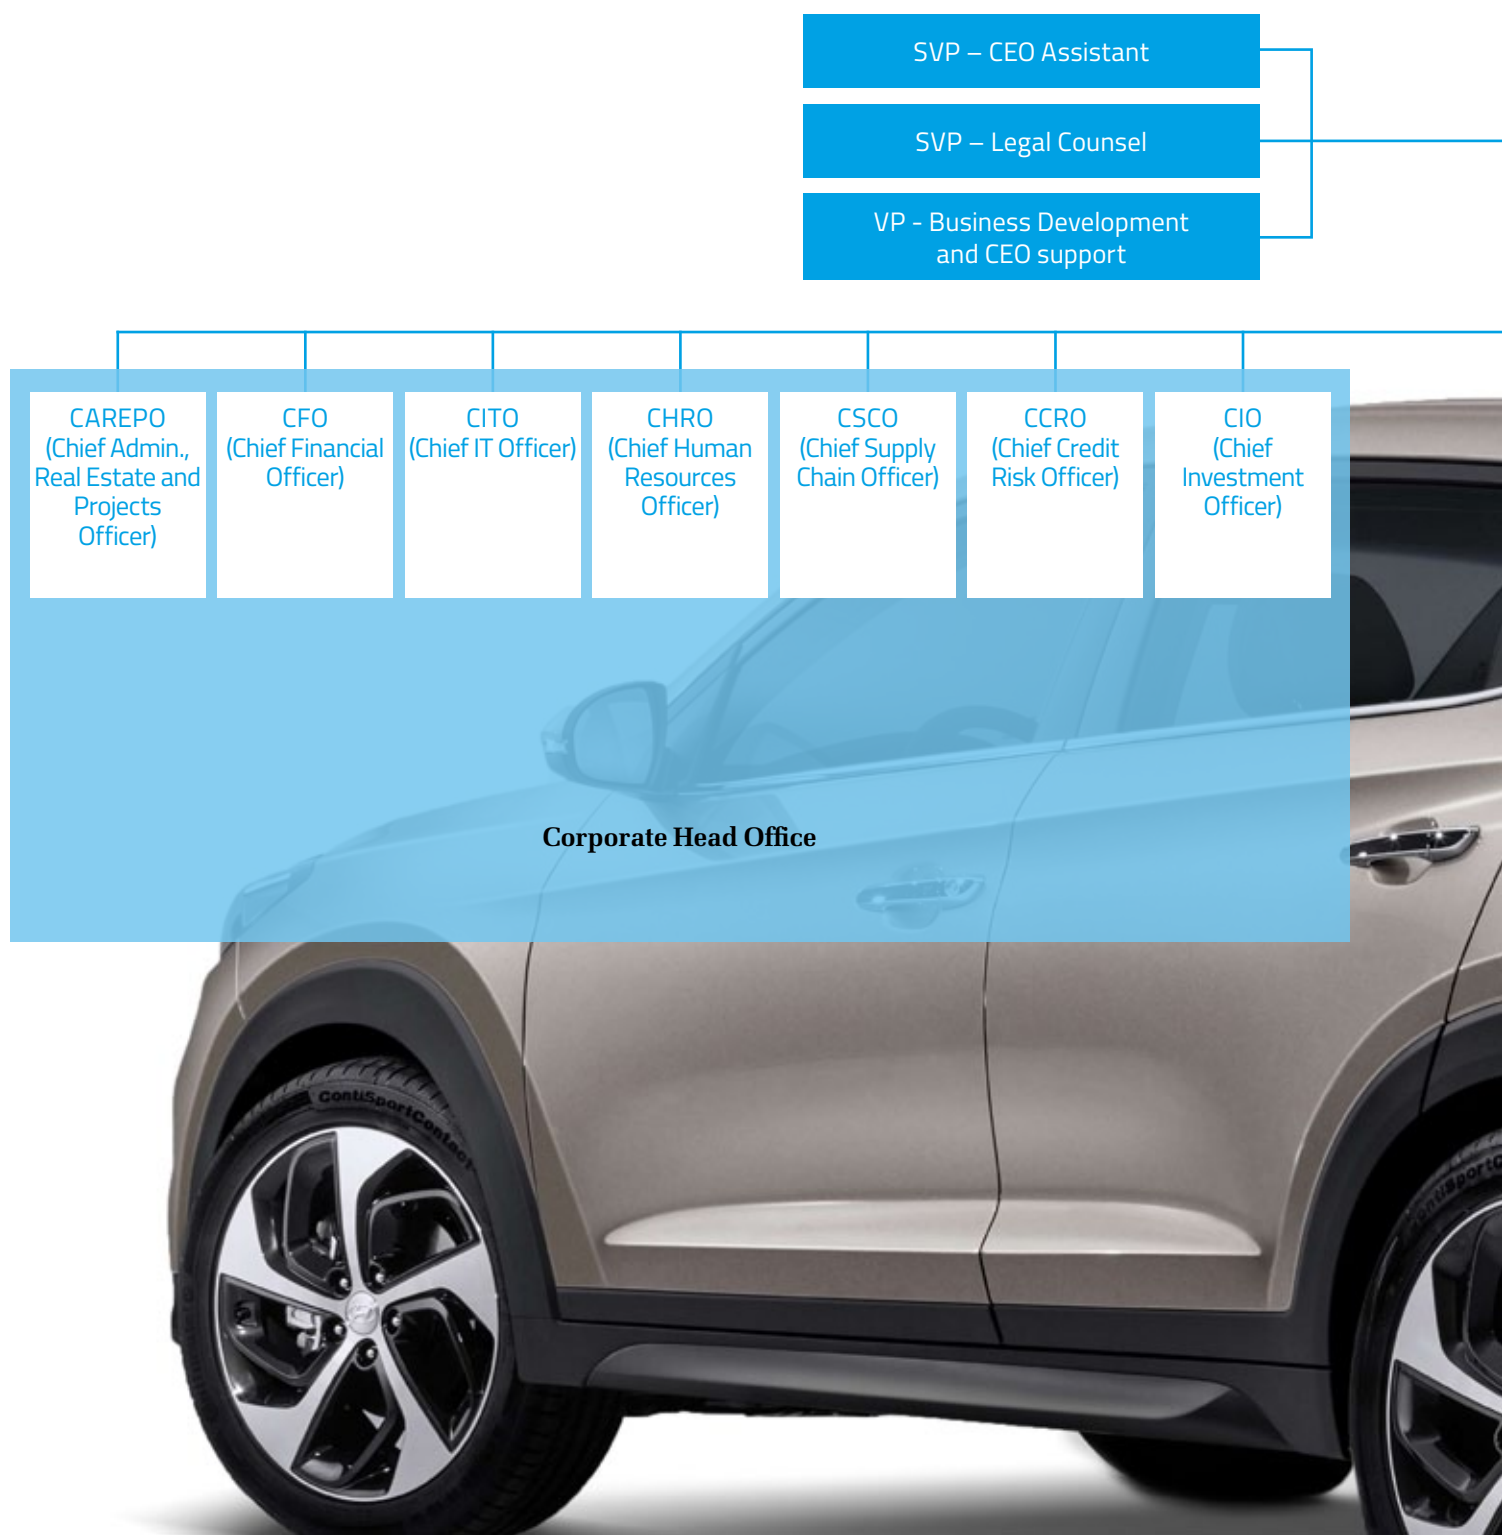 SVP – CEO Assistant
SVP – Legal Counsel
VP - Business Development
and CEO support
CAREPO
(Chief Admin.,
Real Estate and
Projects
Officer)
CFO
(Chief Financial
Officer)
CITO
(Chief IT Officer)
CHRO
(Chief Human
Resources
Officer)
CSCO
(Chief Supply
Chain Officer)
CCRO
(Chief Credit
Risk Officer)
CIO
(Chief
Investment
Officer)
Corporate Head Office
ContiSportContact